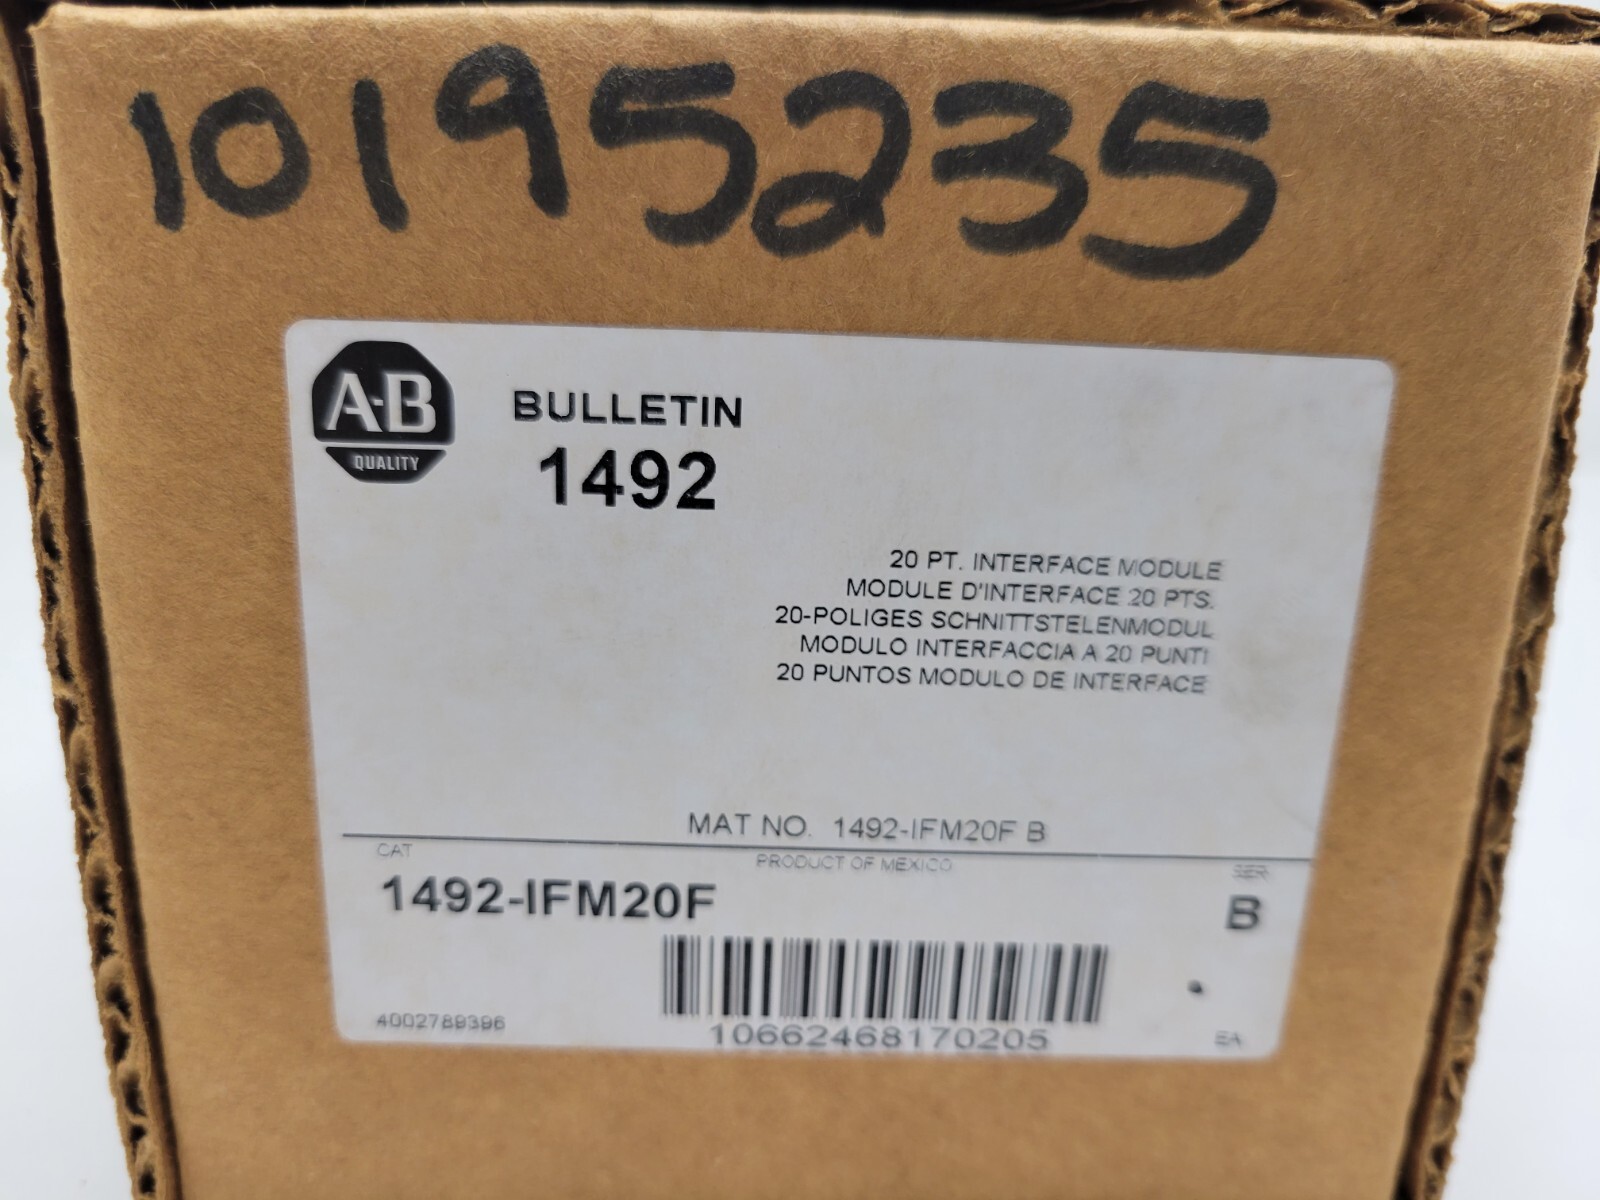 10195235
A-B
QUALITY
BULLETIN
1492
20 PT. INTERFACE MODULE
MODULE D'INTERFACE 20 PTS.
20-POLIGES SCHNITTSTELENMODUL
MODULO INTERFACCIA A 20 PUNTI
20 PUNTOS MODULO DE INTERFACE
MAT NO. 1492-IFM20F B
CAT
PRODUCT OF MEXICO
SER
1492-IFM20F
B
4002789396
10662468170205
EA